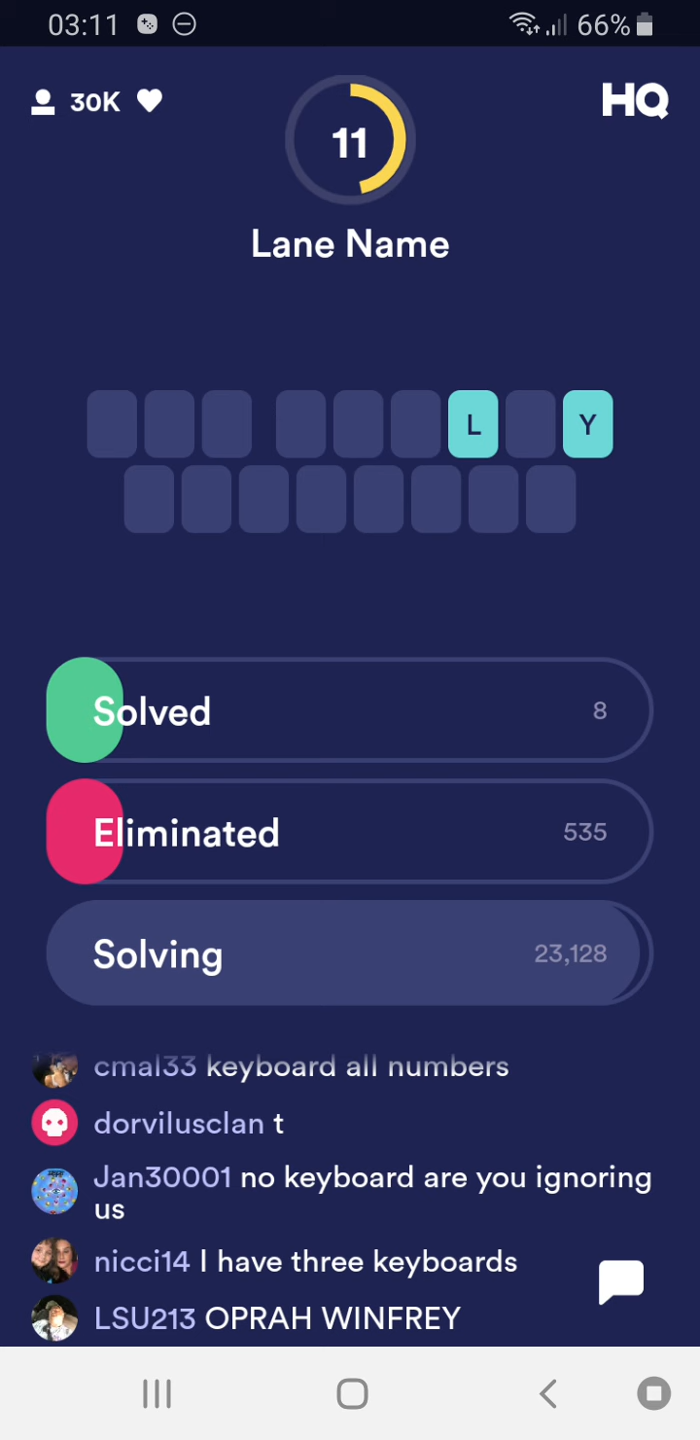 03:11 66%
30K HQ
11
Lane Name
L Y
Solved 8
Eliminated 535
Solving 23,128
cmal33 keyboard all numbers
dorvilusclan t
Jan30001 no keyboard are you ignoring
us
nicci14 I have three keyboards
LSU213 OPRAH WINFREY